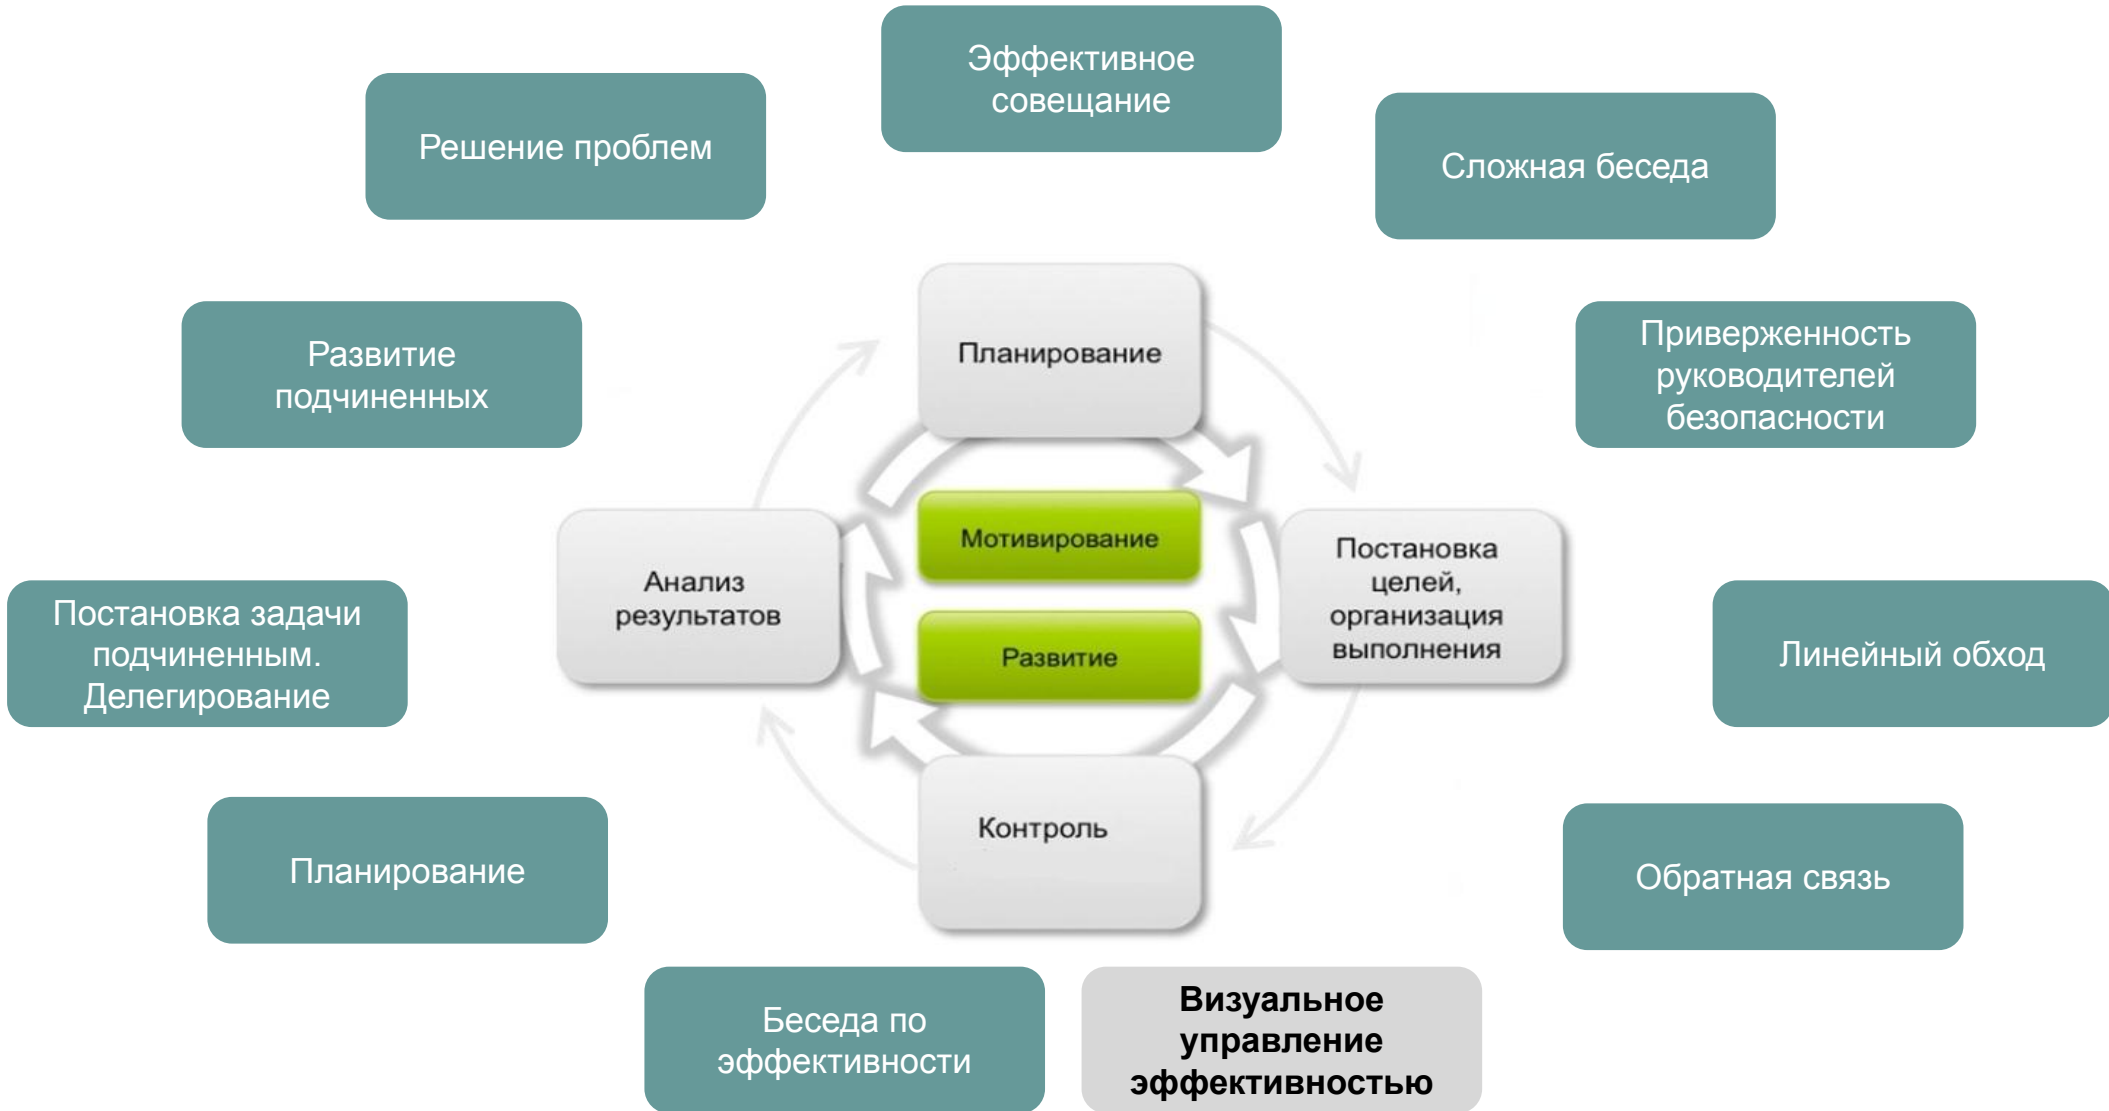 Эффективное
совещание
Решение проблем
Сложная беседа
Планирование
Приверженность
руководителей
безопасности
Развитие
подчиненных
Мотивирование
Постановка
целей,
организация
выполнения
Анализ
результатов
Развитие
Постановка задачи
подчиненным.
Делегирование
Линейный обход
Контроль
Планирование
Обратная связь
Беседа по
эффективности
Визуальное
управление
эффективностью